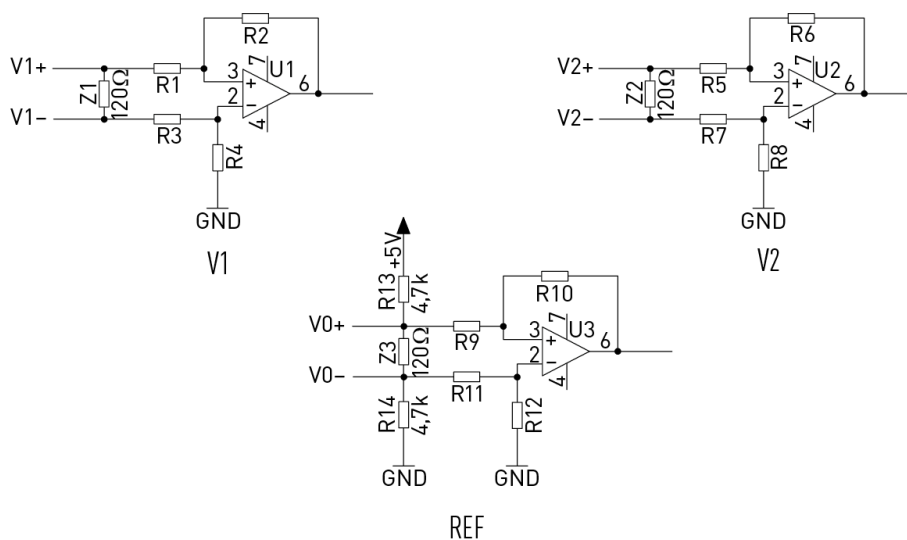 R2
V1+
R1
3
7
U1
6
Z1
120Ω
+
2
−
V1−
R3
4
R4
GND
V1
R6
V2+
R5
3
7
U2
6
Z2
120Ω
+
2
−
V2−
R7
4
R8
GND
V2
+5V
R13
4,7k
R10
V0+
R9
3
7
U3
6
Z3
120Ω
+
2
−
V0−
R11
4
R14
4,7k
R12
GND
GND
REF